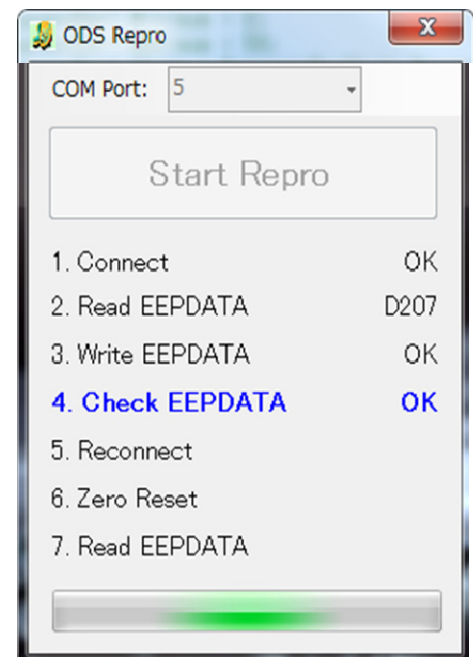 ODS Repro
COM Port: 5
Start Repro
1. Connect OK
2. Read EEPDATA D207
3. Write EEPDATA OK
4. Check EEPDATA OK
5. Reconnect
6. Zero Reset
7. Read EEPDATA